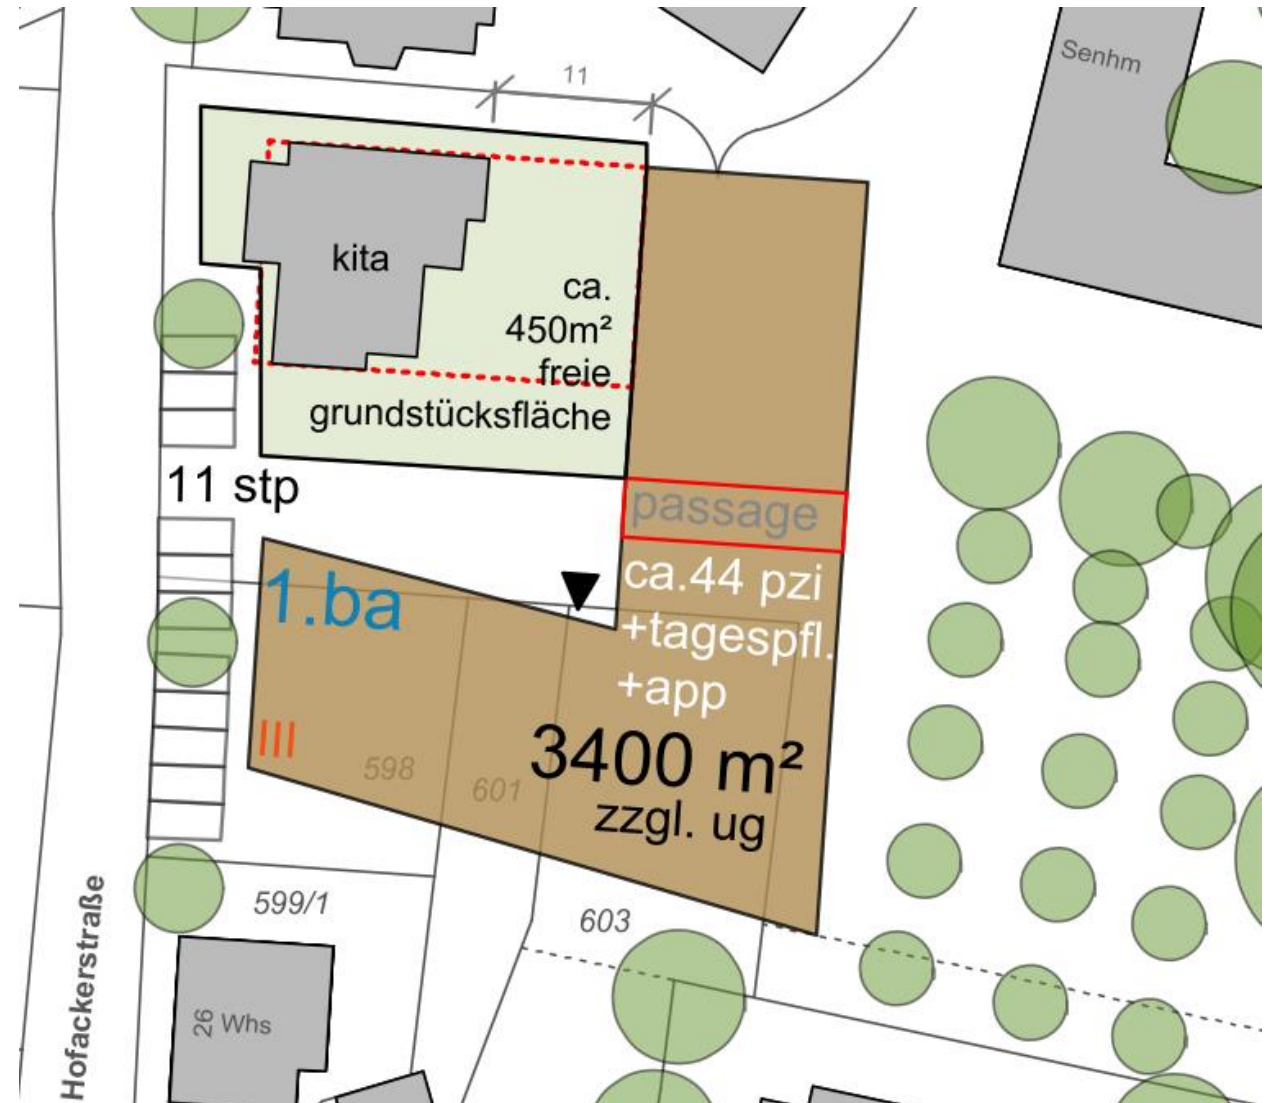 11
Senhm
kita
ca.
450m²
freie
grundstücksfläche
11 stp
passage
1.ba
ca.44 pzi
+tagespfl.
+app
III
3400 m²
zzgl. ug
598
601
599/1
603
26 Whs
Hofackerstraße